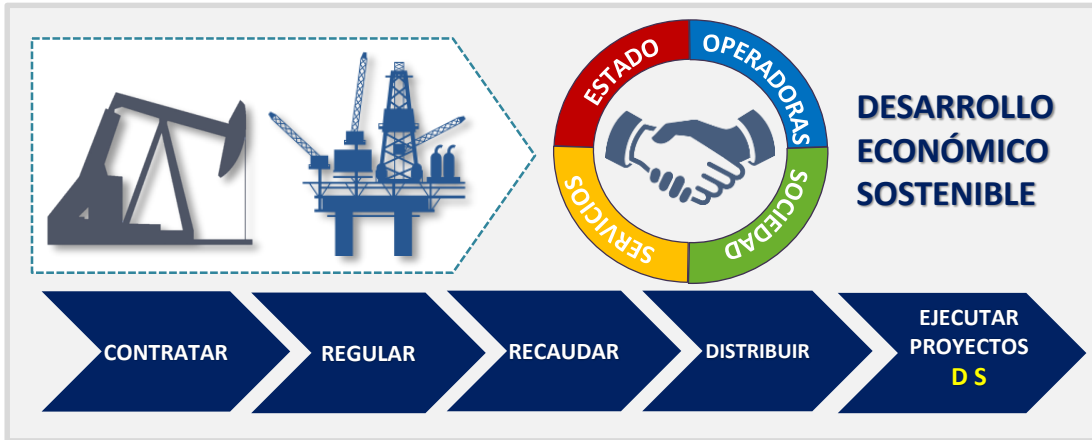 ESTADO
OPERADORAS
SERVICIOS
SOCIEDAD
DESARROLLO
ECONÓMICO
SOSTENIBLE
CONTRATAR
REGULAR
RECAUDAR
DISTRIBUIR
EJECUTAR
PROYECTOS
D S